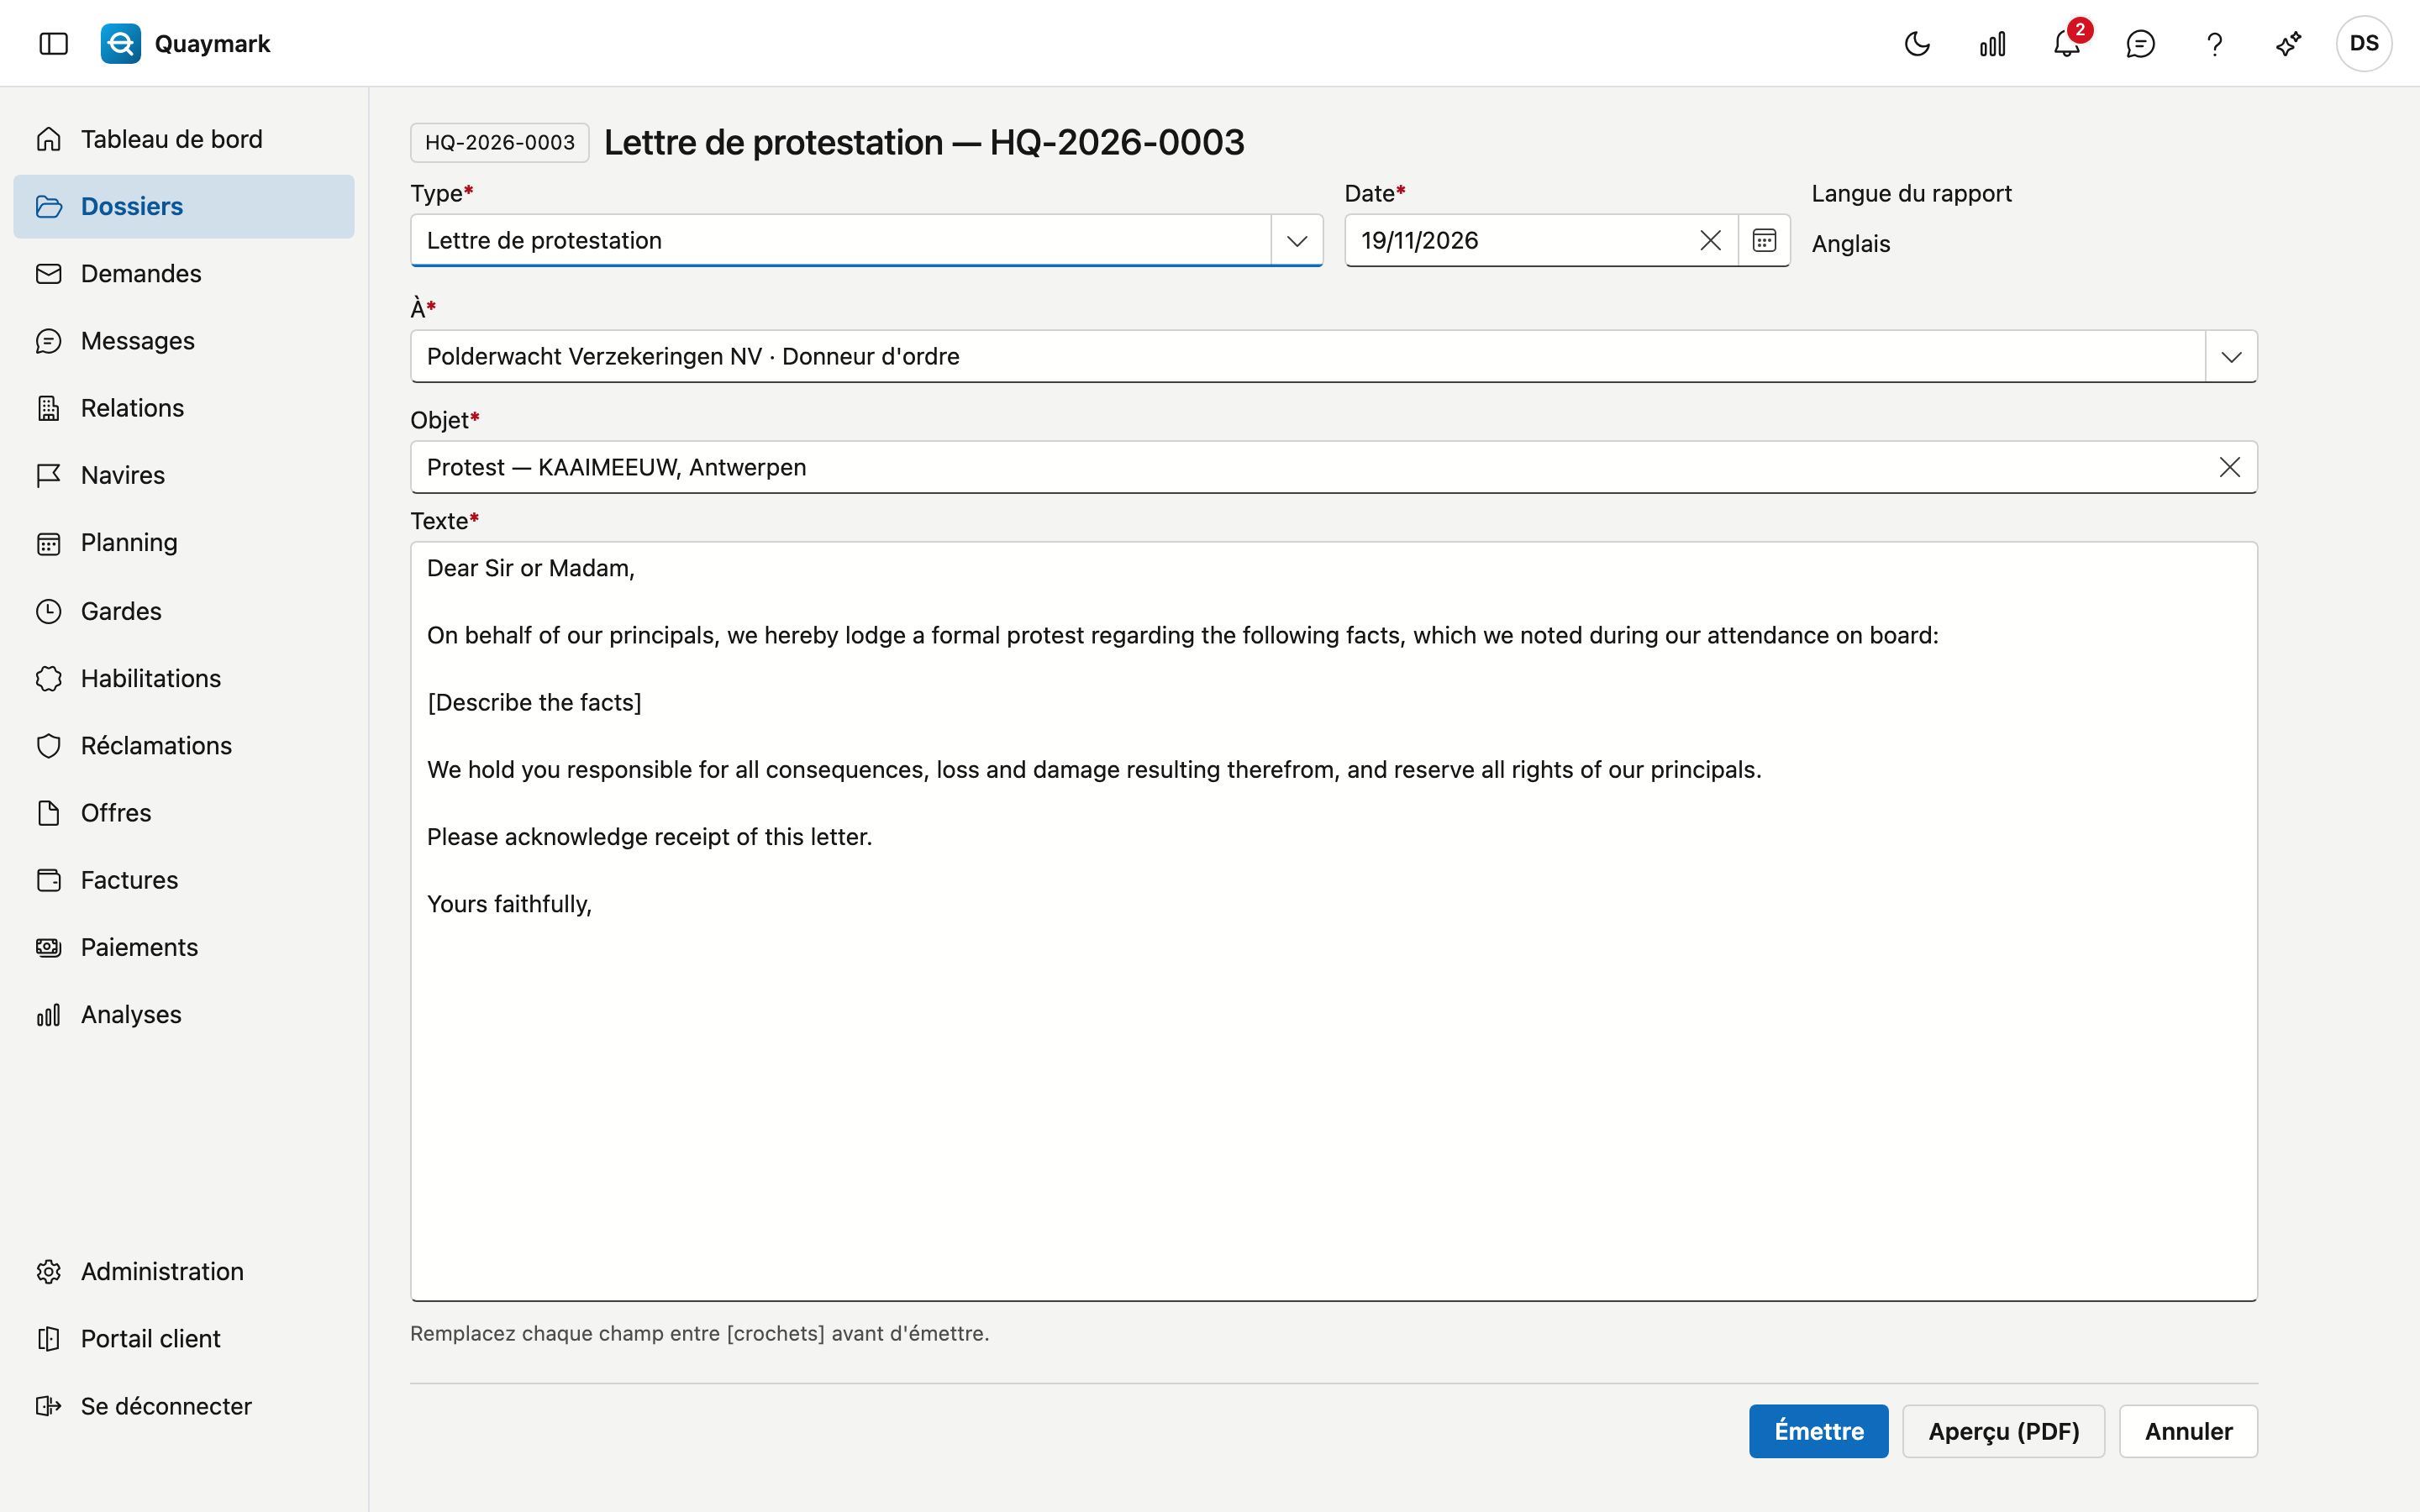 Quaymark
2
DS
Tableau de bord
Dossiers
Demandes
Messages
Relations
Navires
Planning
Gardes
Habilitations
Réclamations
Offres
Factures
Paiements
Analyses
Administration
Portail client
Se déconnecter
HQ-2026-0003 Lettre de protestation — HQ-2026-0003
Type* Date* Langue du rapport
Lettre de protestation 19/11/2026 Anglais
À*
Polderwacht Verzekeringen NV · Donneur d'ordre
Objet*
Protest — KAAIMEEUW, Antwerpen
Texte*
Dear Sir or Madam,
On behalf of our principals, we hereby lodge a formal protest regarding the following facts, which we noted during our attendance on board:
[Describe the facts]
We hold you responsible for all consequences, loss and damage resulting therefrom, and reserve all rights of our principals.
Please acknowledge receipt of this letter.
Yours faithfully,
Remplacez chaque champ entre [crochets] avant d'émettre.
Émettre Aperçu (PDF) Annuler